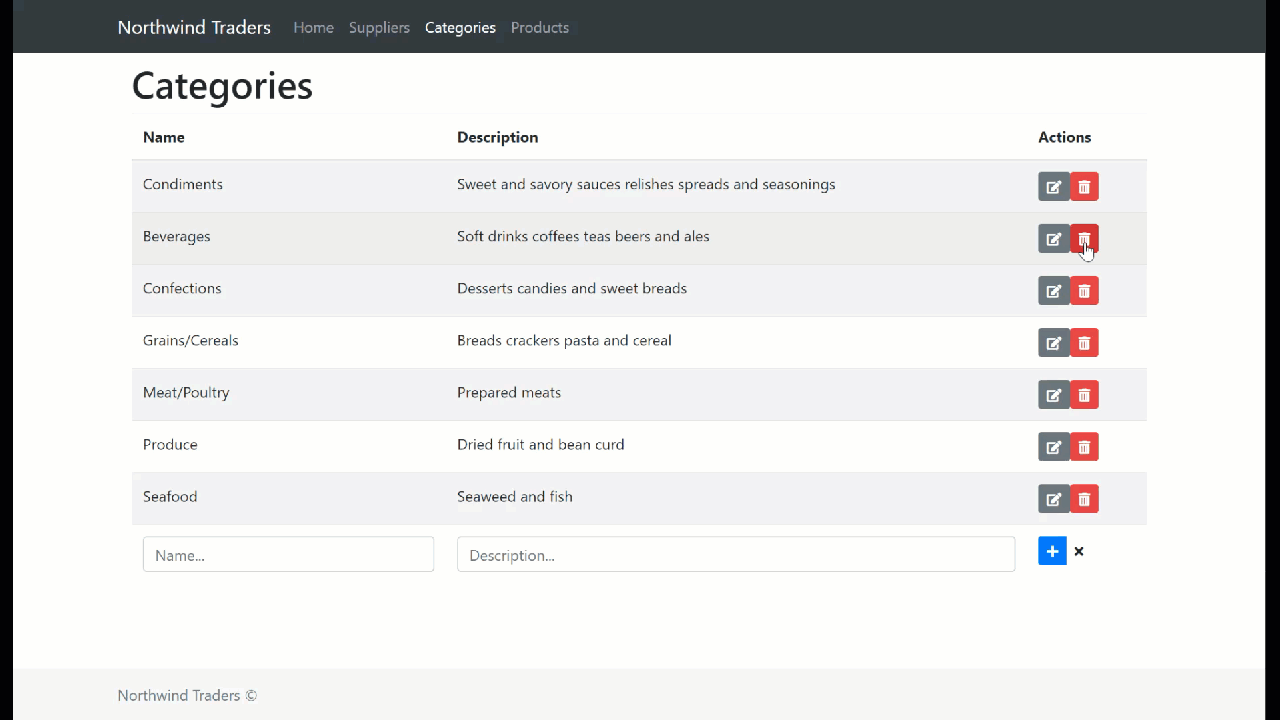 Northwind Traders Home Suppliers Categories Products
Categories
Name Description Actions
Condiments Sweet and savory sauces relishes spreads and seasonings
Beverages Soft drinks coffees teas beers and ales
Confections Desserts candies and sweet breads
Grains/Cereals Breads crackers pasta and cereal
Meat/Poultry Prepared meats
Produce Dried fruit and bean curd
Seafood Seaweed and fish
Name... Description...
Northwind Traders ©